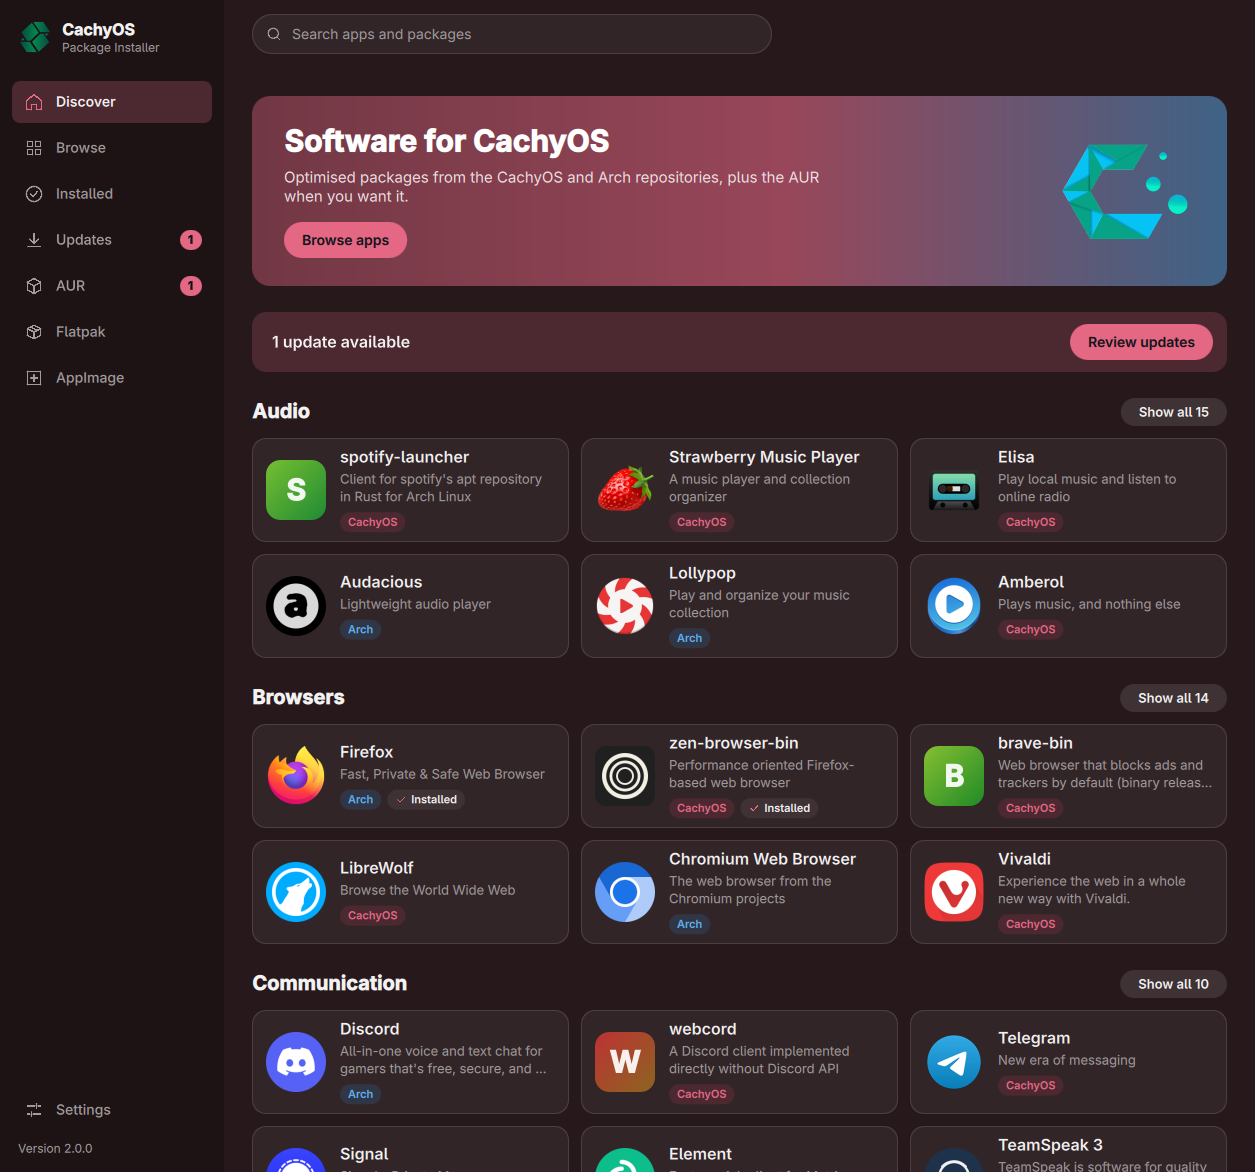 CachyOS
Package Installer
Search apps and packages
Discover
Browse
Installed
Updates 1
AUR 1
Flatpak
AppImage
Settings
Version 2.0.0
Software for CachyOS
Optimised packages from the CachyOS and Arch repositories, plus the AUR
when you want it.
Browse apps
1 update available
Review updates
Audio
Show all 15
S
spotify-launcher
Client for spotify's apt repository
in Rust for Arch Linux
CachyOS
Strawberry Music Player
A music player and collection
organizer
CachyOS
Elisa
Play local music and listen to
online radio
CachyOS
a
Audacious
Lightweight audio player
Arch
Lollypop
Play and organize your music
collection
Arch
Amberol
Plays music, and nothing else
CachyOS
Browsers
Show all 14
Firefox
Fast, Private & Safe Web Browser
Arch
Installed
zen-browser-bin
Performance oriented Firefox-
based web browser
CachyOS
Installed
B
brave-bin
Web browser that blocks ads and
trackers by default (binary releas...
CachyOS
LibreWolf
Browse the World Wide Web
CachyOS
Chromium Web Browser
The web browser from the
Chromium projects
Arch
Vivaldi
Experience the web in a whole
new way with Vivaldi.
CachyOS
Communication
Show all 10
Discord
All-in-one voice and text chat for
gamers that's free, secure, and ...
Arch
W
webcord
A Discord client implemented
directly without Discord API
CachyOS
Telegram
New era of messaging
CachyOS
Signal
Element
TeamSpeak 3
TeamSpeak is software for quality